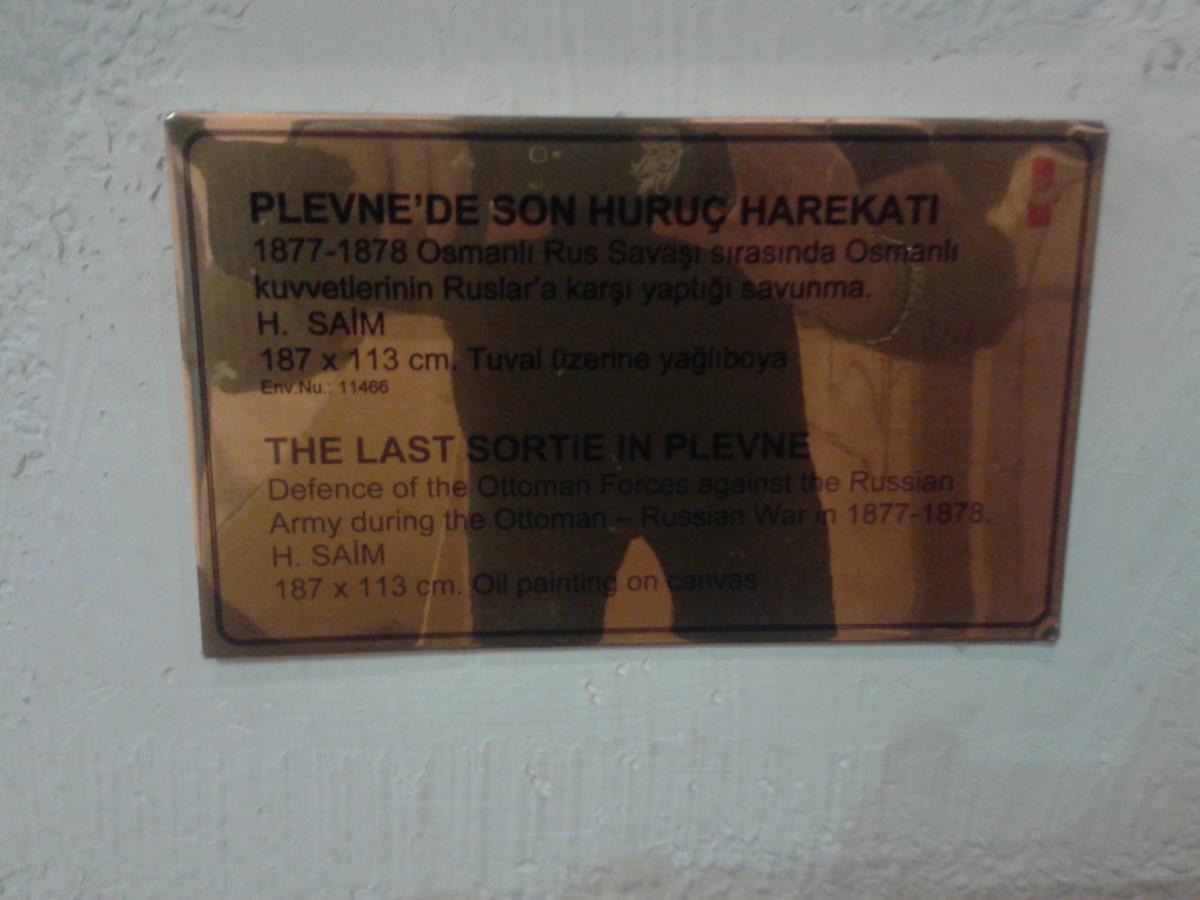 PLEVNE'DE SON HURUÇ HAREKATI
1877-1878 Osmanlı Rus Savaşı sırasında Osmanlı
kuvvetlerinin Ruslar'a karşı yaptığı savunma.
H. SAİM
187 x 113 cm. Tuval üzerine yağlıboya
Env.Nu.: 11466
THE LAST SORTİE IN PLEVNE
Defence of the Ottoman Forces against the Russian
Army during the Ottoman – Russian War in 1877-1878.
H. SAİM
187 x 113 cm. Oil painting on canvas